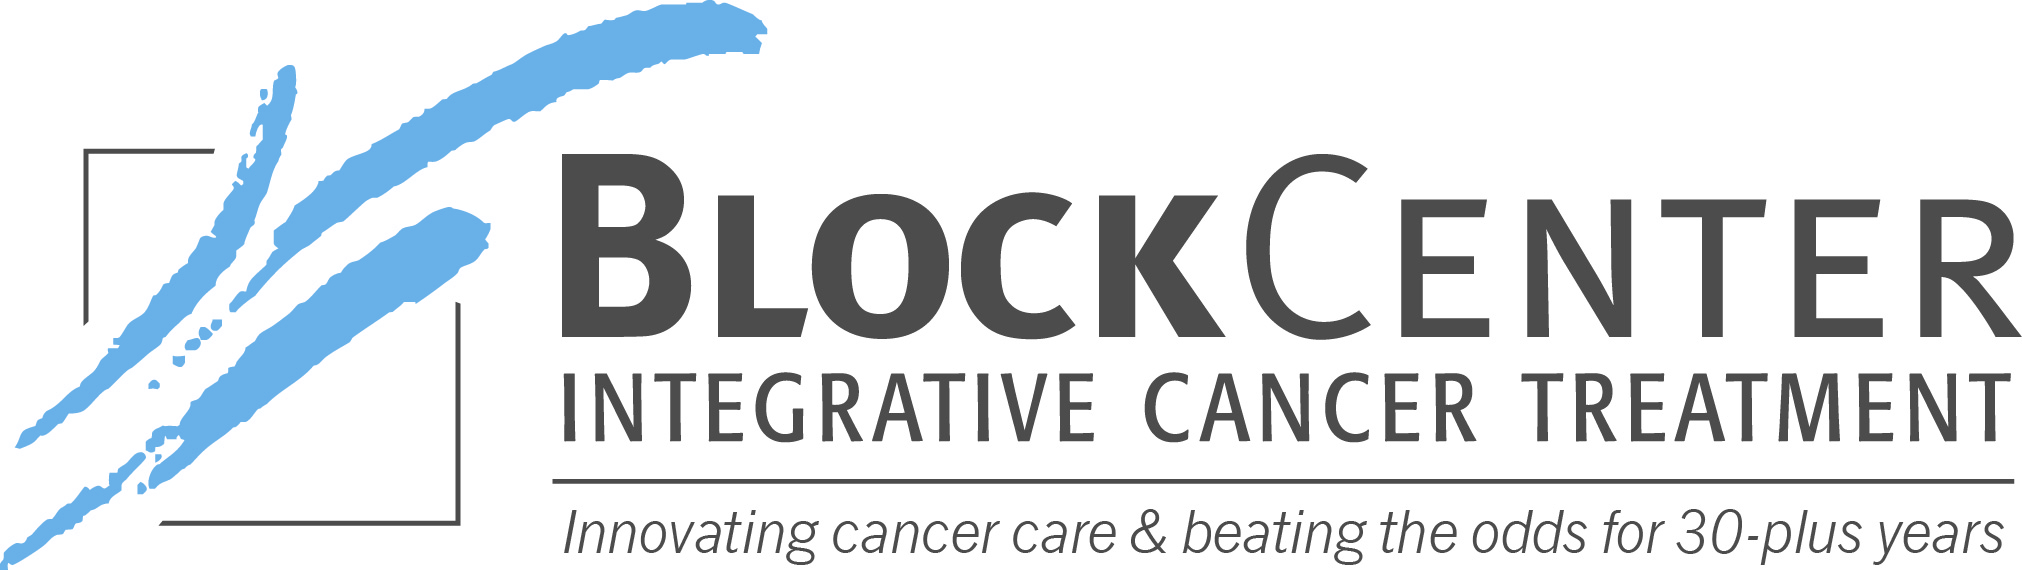 BLOCKCENTER
INTEGRATIVE CANCER TREATMENT
Innovating cancer care & beating the odds for 30-plus years